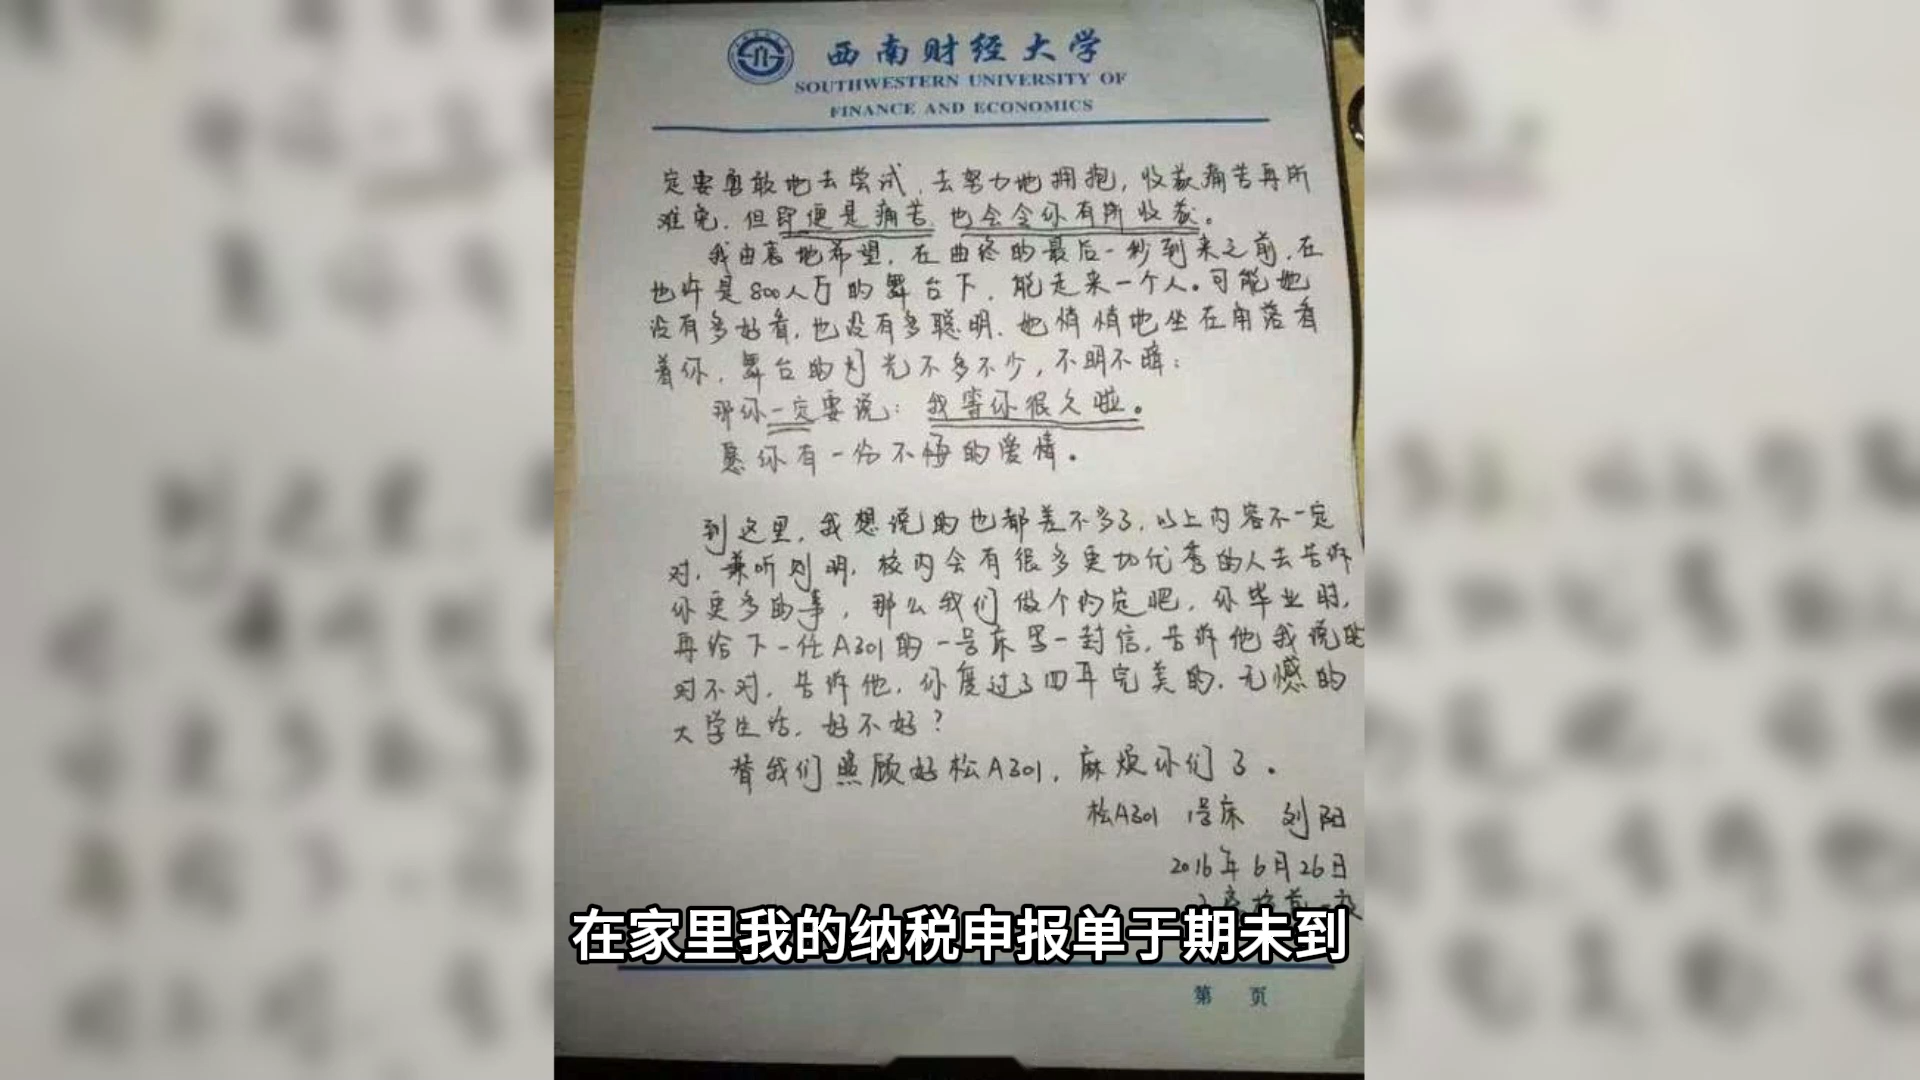 西南财经大学
SOUTHWESTERN UNIVERSITY OF
FINANCE AND ECONOMICS
定要勇敢地去尝试，去努力地拥抱，收获痛苦再所
难免，但即便是痛苦 也会令你有所收获。
我由衷地希望，在曲终的最后一秒到来之前，在
也许是800人厅的舞台下，能走来一个人。可能她
没有多好看，也没有多聪明，她悄悄地坐在角落看
着你，舞台的灯光不多不少，不明不暗：
那你一定要说：我等你很久啦。
愿你有一份不悔的爱情。
到这里，我想说的也都差不多了，以上内容不一定
对，兼听则明，校内会有很多更加优秀的人去告诉
你更多的事，那么我们做个约定吧，你毕业时，
再给下一任A301的一号床写一封信，告诉他我说的
对不对，告诉他，你度过了四年完美的，无憾的
大学生活，好不好？
替我们照顾好松A301，麻烦你们了。
松A301 1号床 刘阳
2016年6月26日
在家里我的纳税申报单于期未到
第 页